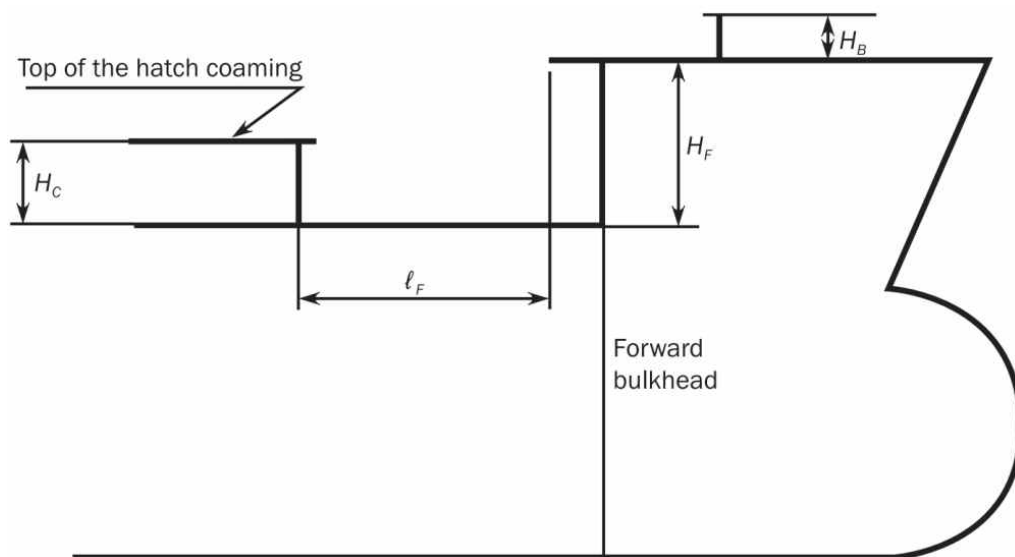 H_B
Top of the hatch coaming
H_F
H_C
ℓ_F
Forward
bulkhead